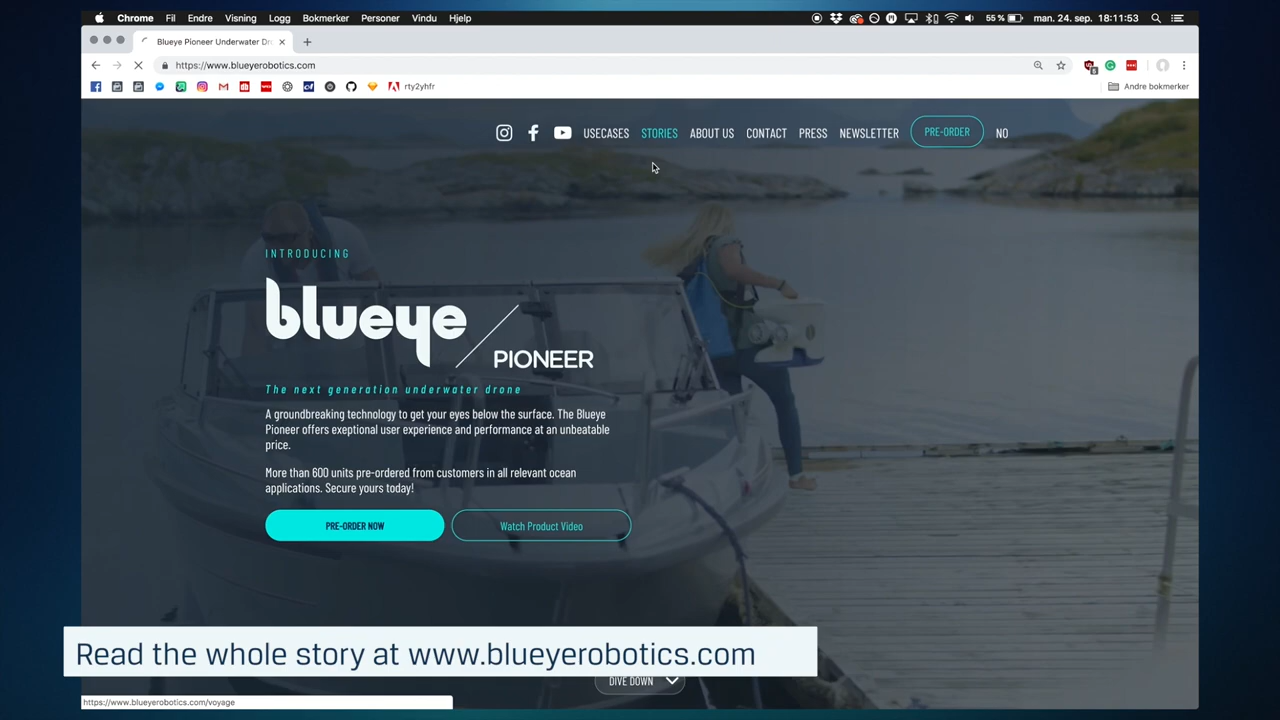 Chrome Fil Endre Visning Logg Bokmerker Personer Vindu Hjelp 55 % man. 24. sep. 18:11:53
Blueye Pioneer Underwater Dr
https://www.blueyerobotics.com
rty2yhfr Andre bokmerker
USECASES STORIES ABOUT US CONTACT PRESS NEWSLETTER PRE-ORDER NO
INTRODUCING
blueye
PIONEER
The next generation underwater drone
A groundbreaking technology to get your eyes below the surface. The Blueye
Pioneer offers exeptional user experience and performance at an unbeatable
price.
More than 600 units pre-ordered from customers in all relevant ocean
applications. Secure yours today!
PRE-ORDER NOW Watch Product Video
Read the whole story at www.blueyerobotics.com
DIVE DOWN
https://www.blueyerobotics.com/voyage